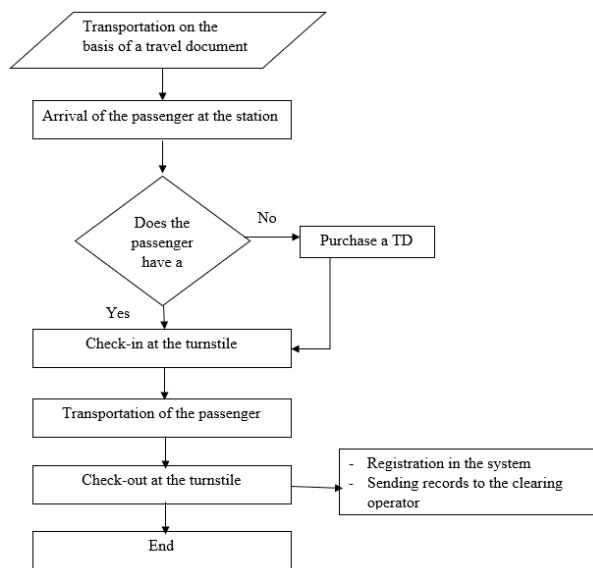 Transportation on the
basis of a travel document
Arrival of the passenger at the station
Does the
passenger
have a
No
Purchase a TD
Yes
Check-in at the turnstile
Transportation of the passenger
Check-out at the turnstile
- Registration in the system
- Sending records to the clearing
operator
End